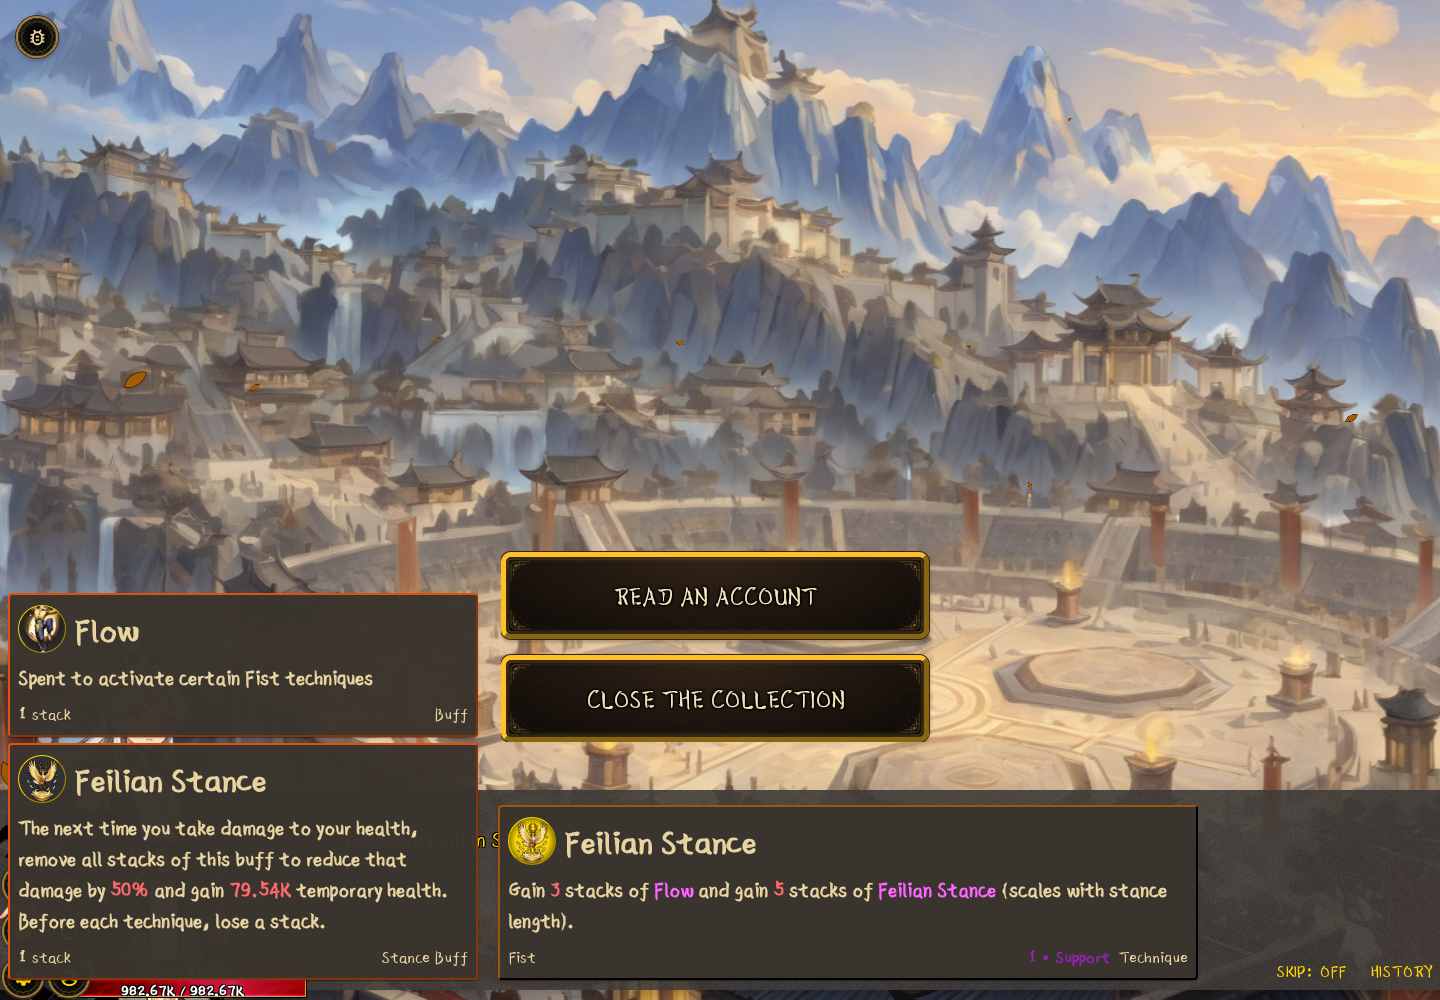 READ AN ACCOUNT
CLOSE THE COLLECTION
Flow
Spent to activate certain Fist techniques
1 stack
Buff
Feilian Stance
The next time you take damage to your health,
remove all stacks of this buff to reduce that
damage by 50% and gain 79.54K temporary health.
Before each technique, lose a stack.
1 stack
Stance Buff
Feilian Stance
Gain 3 stacks of Flow and gain 5 stacks of Feilian Stance (scales with stance
length).
Fist
1 • Support Technique
982.67K / 982.67K
SKIP: OFF
HISTORY